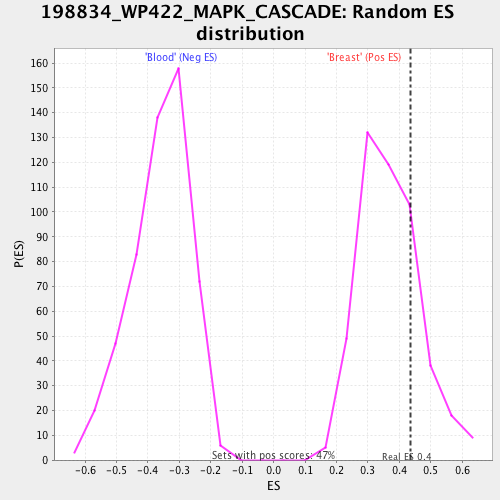 198834_WP422_MAPK_CASCADE: Random ES
distribution
'Blood' (Neg ES)
'Breast' (Pos ES)
160
150
140
130
120
110
100
90
80
70
60
50
40
30
20
10
0
P(ES)
Sets with pos scores: 47%
Real ES 0.4
-0.6 -0.5 -0.4 -0.3 -0.2 -0.1 0.0 0.1 0.2 0.3 0.4 0.5 0.6
ES